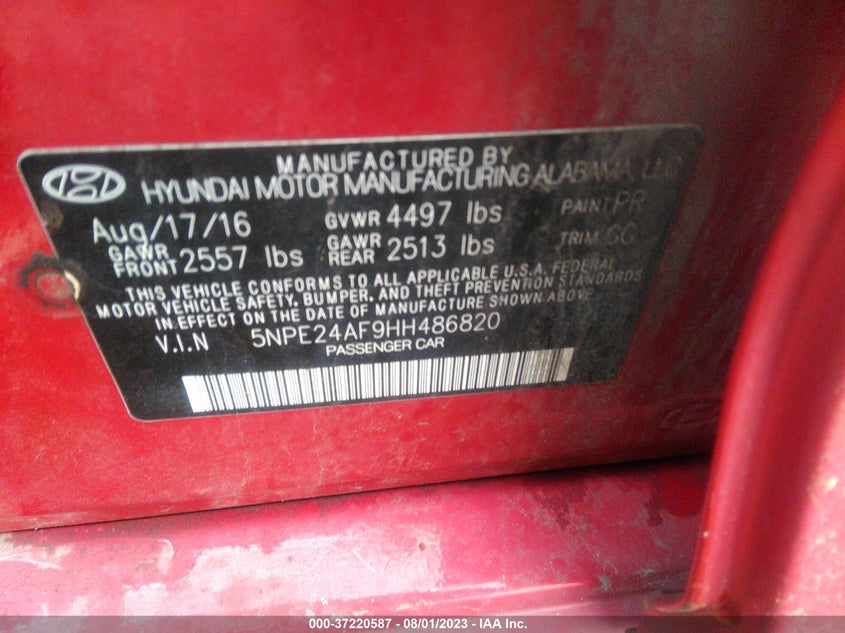 MANUFACTURED BY
HYUNDAI MOTOR MANUFACTURING ALABAMA, LLC
Aug/17/16 GVWR 4497 lbs PAINT PR
GAWR FRONT 2557 lbs GAWR REAR 2513 lbs TRIM GG
THIS VEHICLE CONFORMS TO ALL APPLICABLE U.S.A. FEDERAL
MOTOR VEHICLE SAFETY, BUMPER, AND THEFT PREVENTION STANDARDS
IN EFFECT ON THE DATE OF MANUFACTURE SHOWN ABOVE.
V.I.N 5NPE24AF9HH486820
PASSENGER CAR
000-37220587 - 08/01/2023 - IAA Inc.